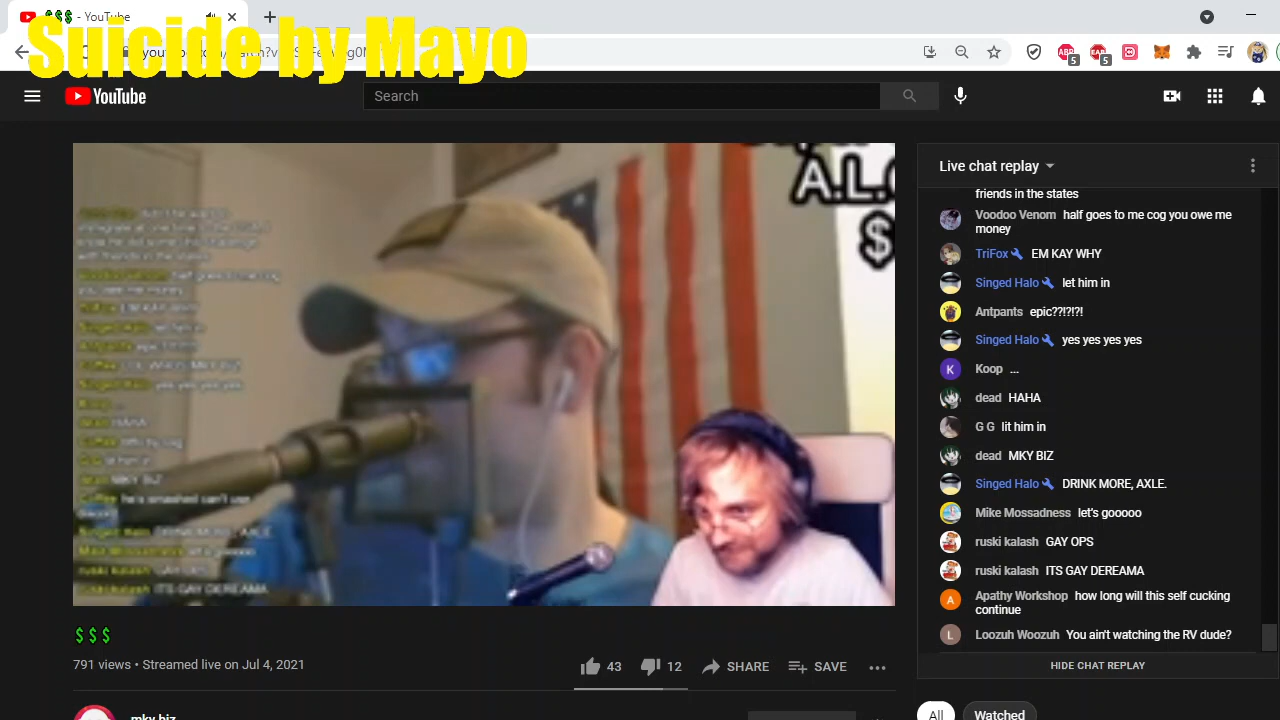 $$$ - YouTube
Suicide by Mayo
YouTube
Search
A.L.
$
Live chat replay
friends in the states
Voodoo Venom half goes to me cog you owe me
money
TriFox EM KAY WHY
Singed Halo let him in
Antpants epic??!?!?!
Singed Halo yes yes yes yes
Koop ...
dead HAHA
G G lit him in
dead MKY BIZ
Singed Halo DRINK MORE, AXLE.
Mike Mossadness let's gooooo
ruski kalash GAY OPS
ruski kalash ITS GAY DEREAMA
Apathy Workshop how long will this self cucking
continue
Loozuh Woozuh You ain't watching the RV dude?
HIDE CHAT REPLAY
$$$
791 views • Streamed live on Jul 4, 2021
43
12
SHARE
SAVE
mky biz
All
Watched